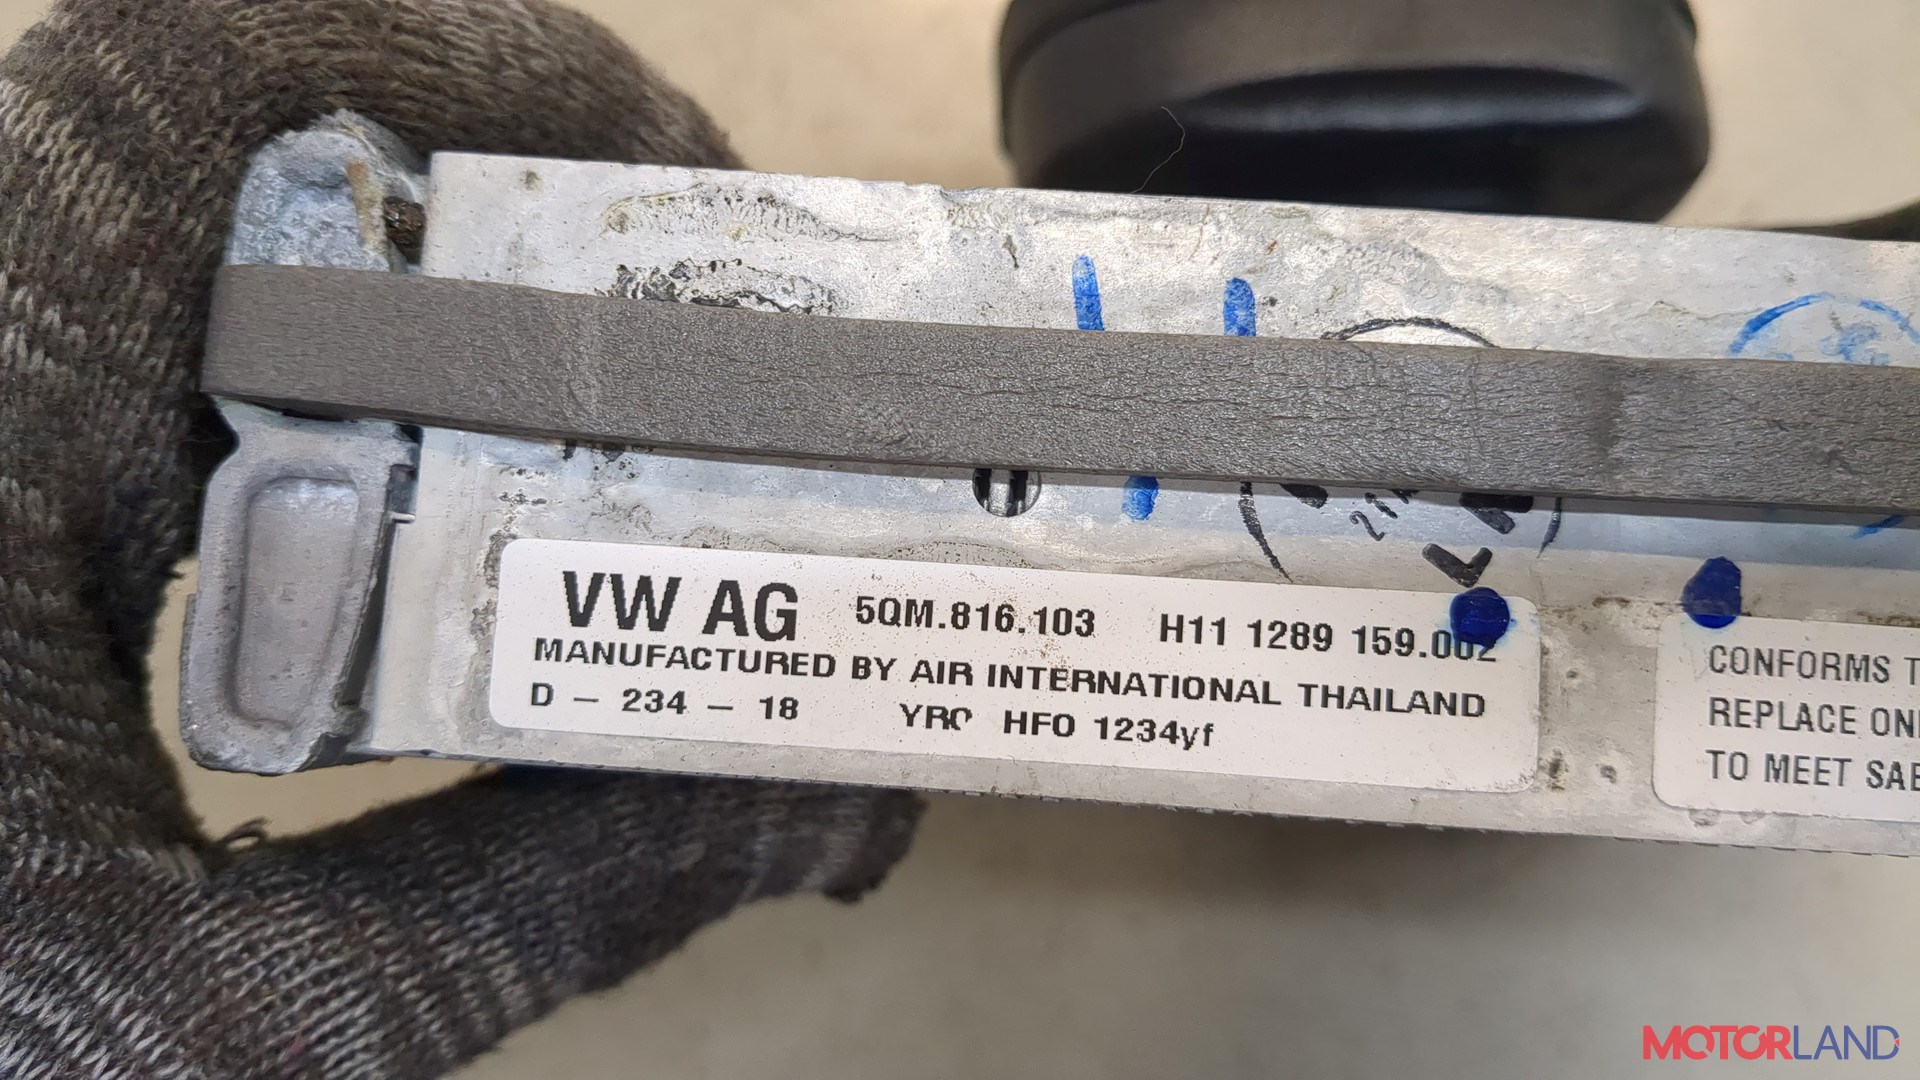 VW AG 5QM.816.103 H11 1289 159.002
MANUFACTURED BY AIR INTERNATIONAL THAILAND
D - 234 - 18 HFO 1234yf
CONFORMS T
REPLACE ON
TO MEET SAE
MOTORLAND